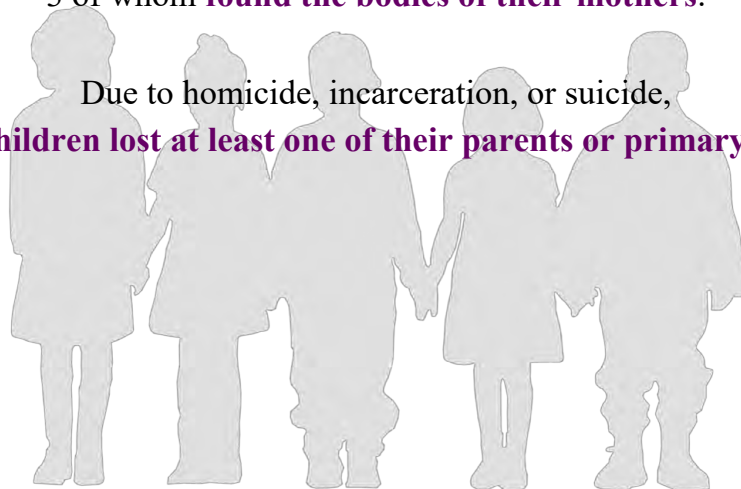 of whom found the bodies of their mothers.
Due to homicide, incarceration, or suicide,
hildren lost at least one of their parents or primary